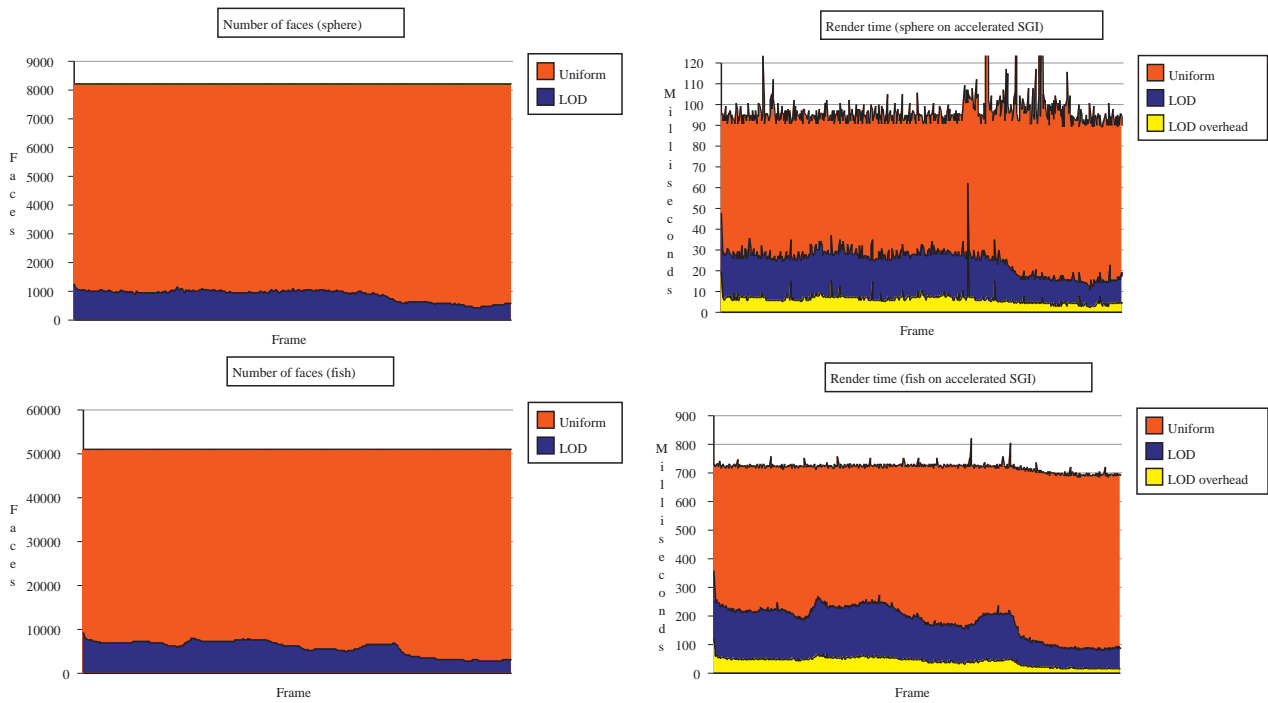 Number of faces (sphere)
9000
8000
7000
6000
5000
4000
3000
2000
1000
0
Faces
Frame
Uniform
LOD
Render time (sphere on accelerated SGI)
120
110
100
90
80
70
60
50
40
30
20
10
0
Milliseconds
Frame
Uniform
LOD
LOD overhead
Number of faces (fish)
60000
50000
40000
30000
20000
10000
0
Faces
Frame
Uniform
LOD
Render time (fish on accelerated SGI)
900
800
700
600
500
400
300
200
100
0
Milliseconds
Frame
Uniform
LOD
LOD overhead